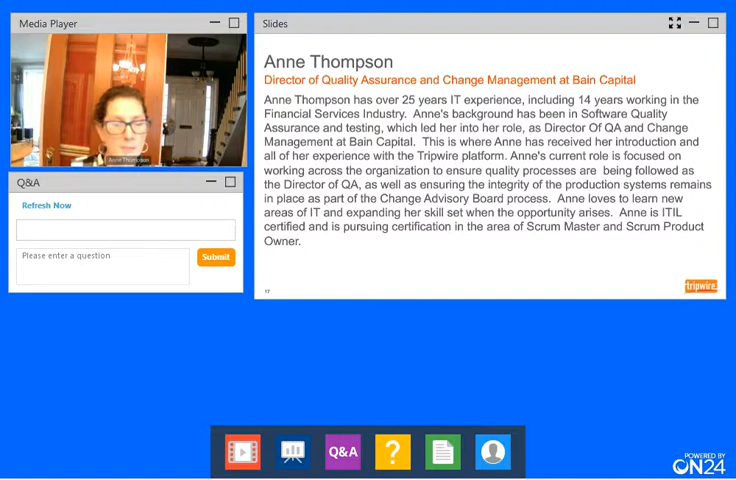 Media Player
Anne Thompson
Q&A
Refresh Now
Please enter a question
Submit
Slides
Anne Thompson
Director of Quality Assurance and Change Management at Bain Capital
Anne Thompson has over 25 years IT experience, including 14 years working in the
Financial Services Industry. Anne's background has been in Software Quality
Assurance and testing, which led her into her role, as Director Of QA and Change
Management at Bain Capital. This is where Anne has received her introduction and
all of her experience with the Tripwire platform. Anne's current role is focused on
working across the organization to ensure quality processes are being followed as
the Director of QA, as well as ensuring the integrity of the production systems remains
in place as part of the Change Advisory Board process. Anne loves to learn new
areas of IT and expanding her skill set when the opportunity arises. Anne is ITIL
certified and is pursuing certification in the area of Scrum Master and Scrum Product
Owner.
17
tripwire
Q&A
?
POWERED BY
ON24